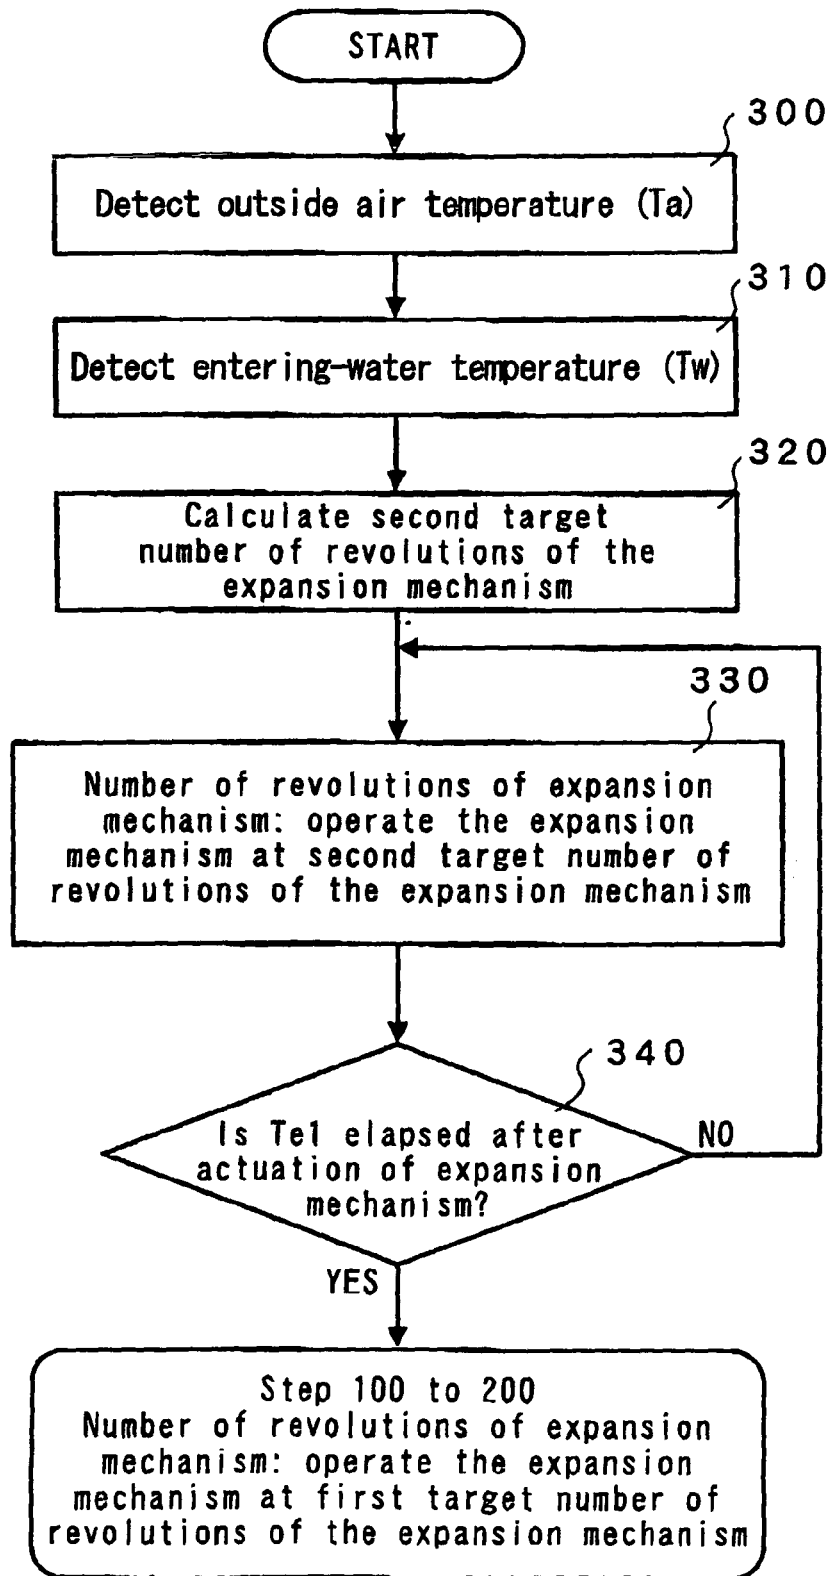 START
300
Detect outside air temperature (Ta)
310
Detect entering-water temperature (Tw)
320
Calculate second target
number of revolutions of the
expansion mechanism
330
Number of revolutions of expansion
mechanism: operate the expansion
mechanism at second target number of
revolutions of the expansion mechanism
340
Is Te1 elapsed after
actuation of expansion
mechanism?
NO
YES
Step 100 to 200
Number of revolutions of expansion
mechanism: operate the expansion
mechanism at first target number of
revolutions of the expansion mechanism